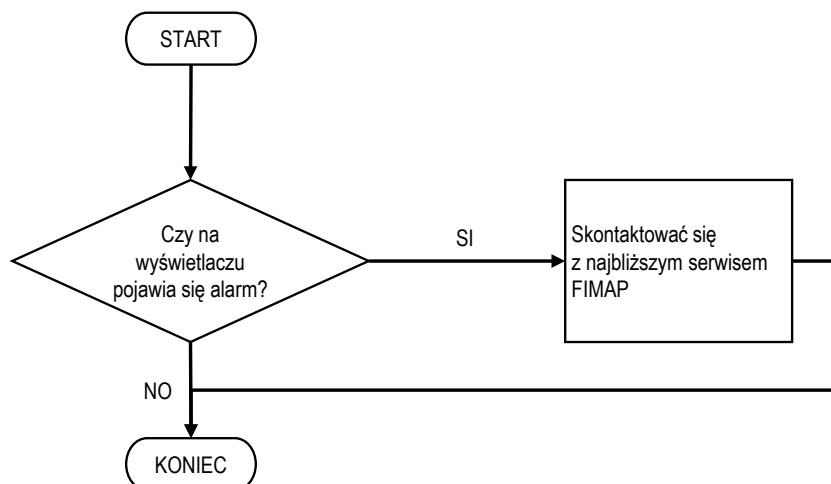 START
Czy na
wyświetlaczu
pojawia się alarm?
SI
Skontaktować się
z najbliższym serwisem
FIMAP
NO
KONIEC